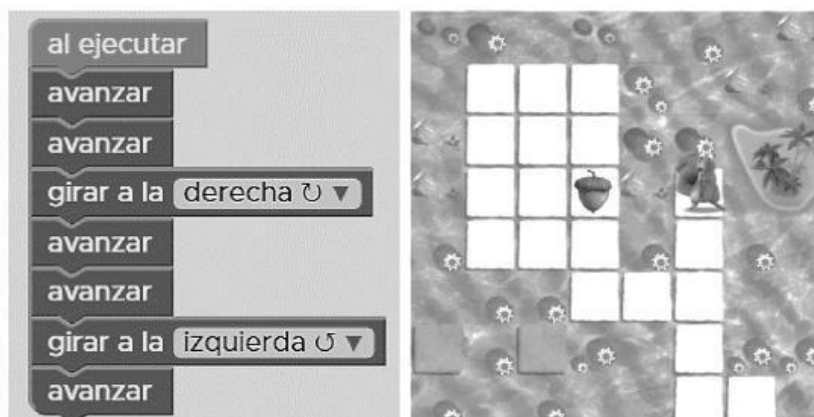 al ejecutar
avanzar
avanzar
girar a la derecha ↻ ▼
avanzar
avanzar
girar a la izquierda ↺ ▼
avanzar